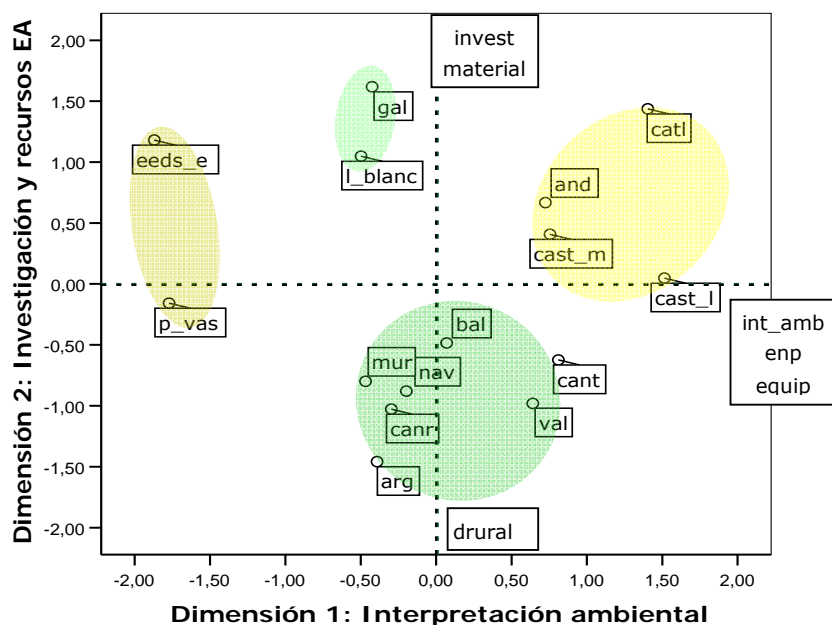 Dimensión 2: Investigación y recursos EA
2,00
1,50
1,00
0,50
0,00
-0,50
-1,00
-1,50
-2,00
invest
material
gal
catl
eeds_e
l_blanc
and
cast_m
cast_l
p_vas
int_amb
enp
equip
bal
mur
nav
cant
canr
val
arg
drural
-2,00 -1,50 -1,00 -0,50 0,00 0,50 1,00 1,50 2,00
Dimensión 1: Interpretación ambiental